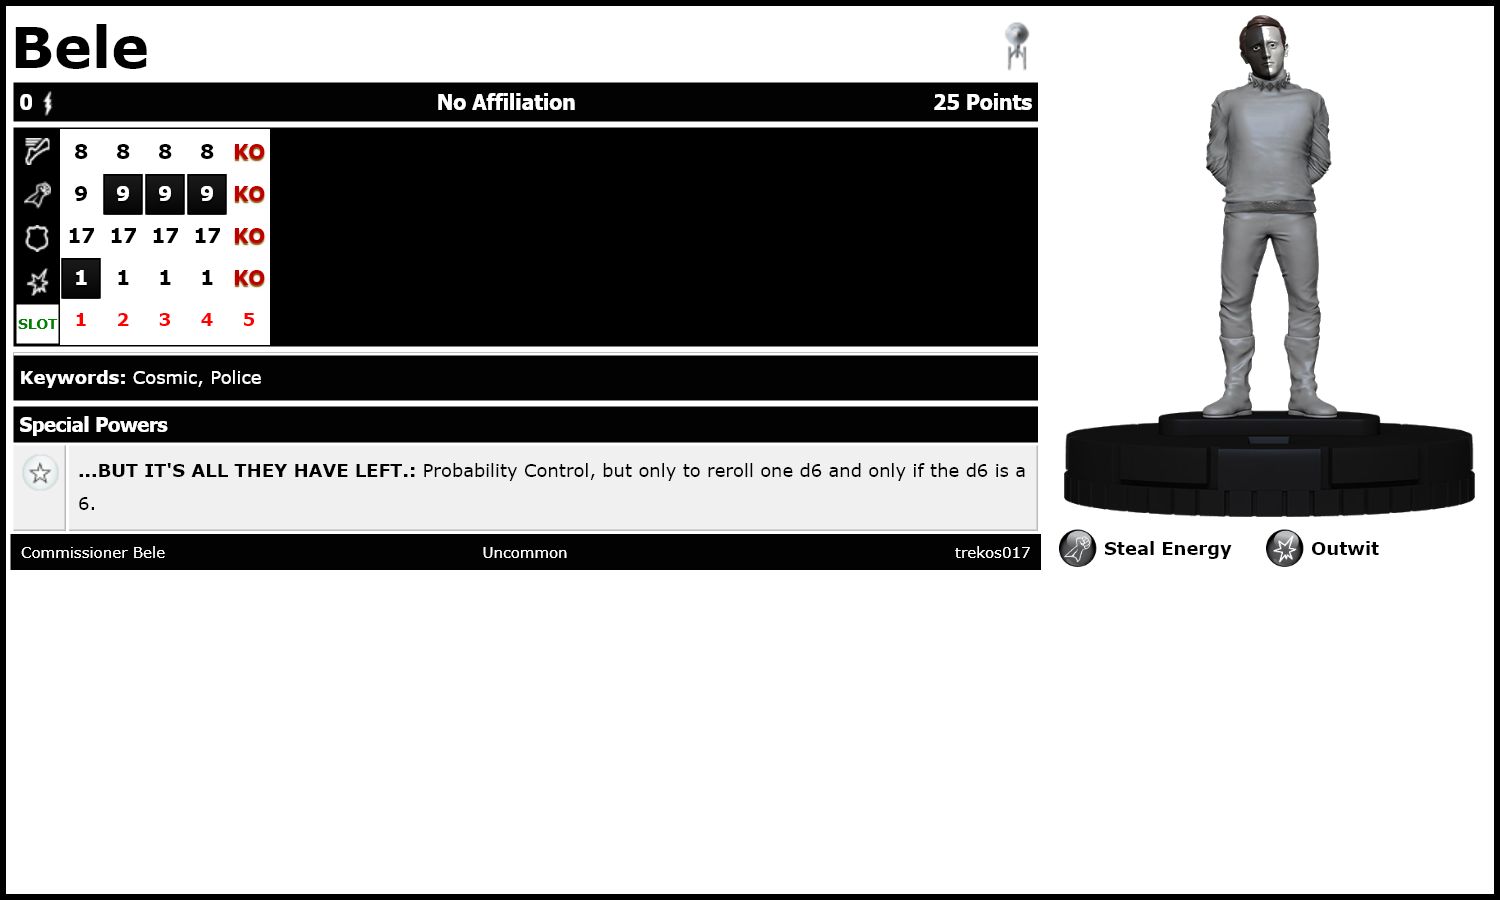 Bele
0 No Affiliation 25 Points
8 8 8 8 KO
9 9 9 9 KO
17 17 17 17 KO
1 1 1 1 KO
SLOT 1 2 3 4 5
Keywords: Cosmic, Police
Special Powers
...BUT IT'S ALL THEY HAVE LEFT.: Probability Control, but only to reroll one d6 and only if the d6 is a
6.
Commissioner Bele Uncommon trekos017
Steal Energy Outwit